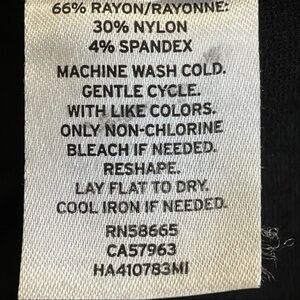 66% RAYON/RAYONNE:
30% NYLON
4% SPANDEX
MACHINE WASH COLD.
GENTLE CYCLE.
WITH LIKE COLORS.
ONLY NON-CHLORINE
BLEACH IF NEEDED.
RESHAPE.
LAY FLAT TO DRY.
COOL IRON IF NEEDED.
RN58665
CA57963
HA410783MI